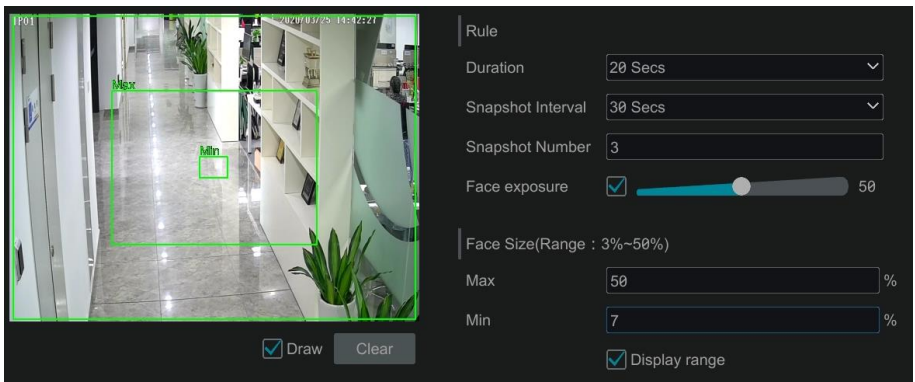 IP01
2020/03/25 14:42:27
Max
Min
Draw
Clear
Rule
Duration
20 Secs
Snapshot Interval
30 Secs
Snapshot Number
3
Face exposure
50
Face Size(Range : 3%~50%)
Max
50
%
Min
7
%
Display range